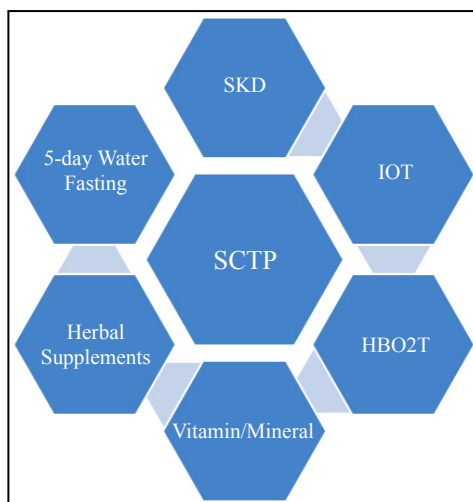 SKD
5-day Water
Fasting
IOT
SCTP
Herbal
Supplements
HBO2T
Vitamin/Mineral